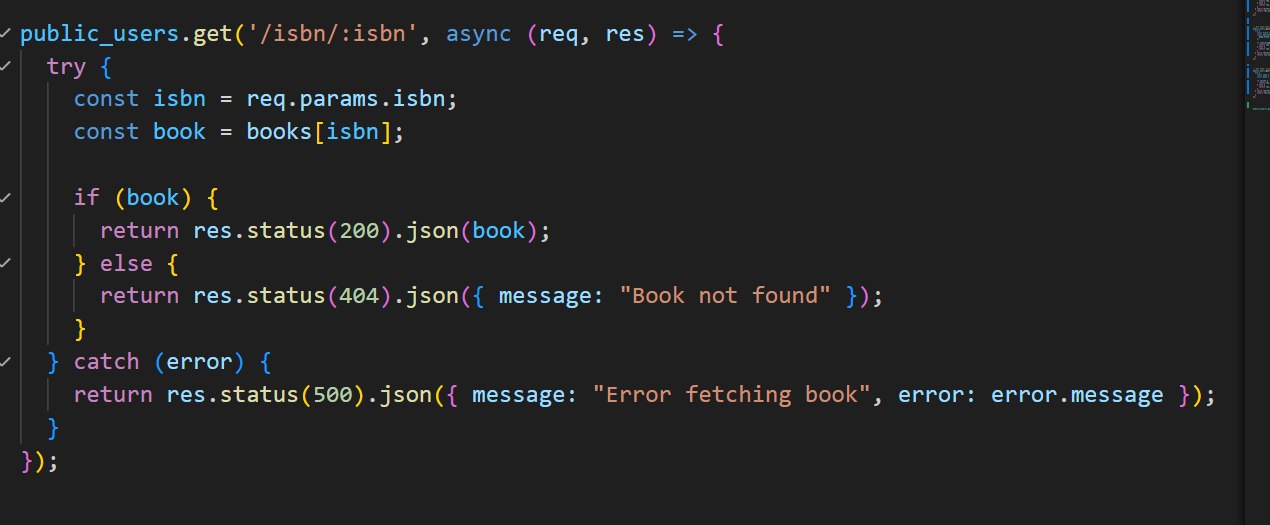 public_users.get('/isbn/:isbn', async (req, res) => {
  try {
    const isbn = req.params.isbn;
    const book = books[isbn];

    if (book) {
      return res.status(200).json(book);
    } else {
      return res.status(404).json({ message: "Book not found" });
    }
  } catch (error) {
    return res.status(500).json({ message: "Error fetching book", error: error.message });
  }
});